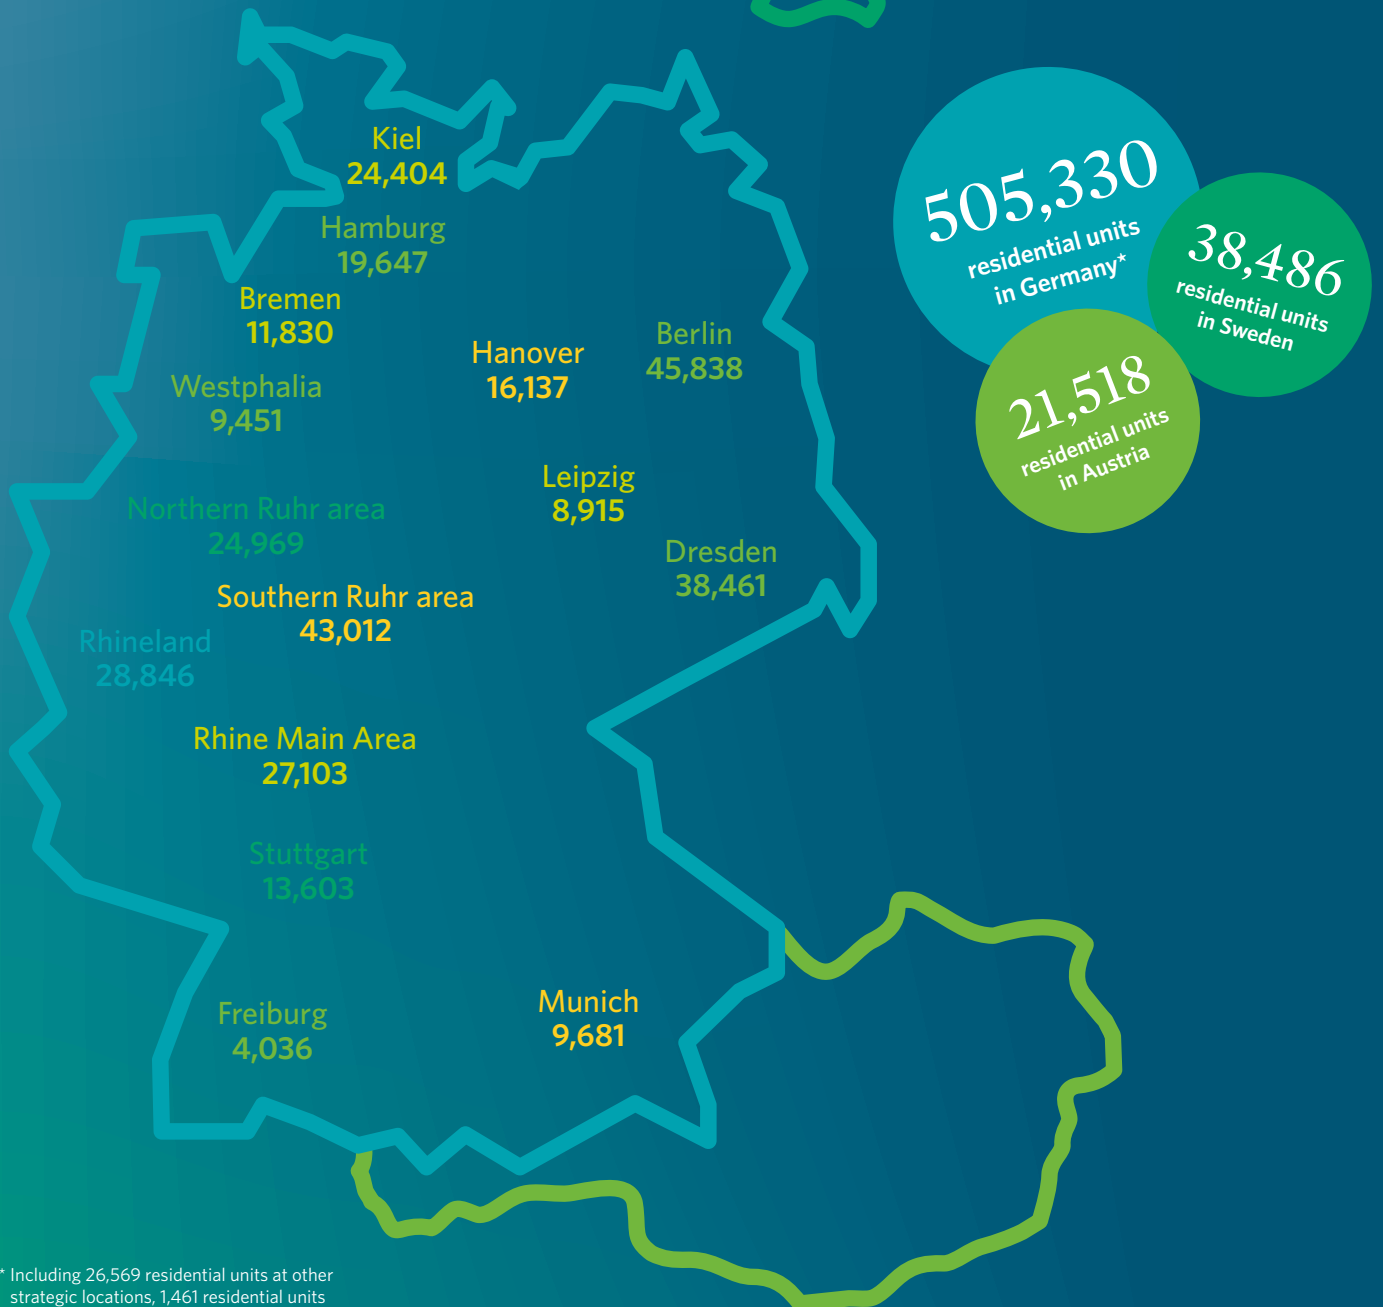 Kiel
24,404
Hamburg
19,647
Bremen
11,830
Hanover
16,137
Berlin
45,838
Westphalia
9,451
Leipzig
8,915
Northern Ruhr area
24,969
Dresden
38,461
Southern Ruhr area
43,012
Rhineland
28,846
Rhine Main Area
27,103
Stuttgart
13,603
Freiburg
4,036
Munich
9,681
505,330
residential units
in Germany*
38,486
residential units
in Sweden
21,518
residential units
in Austria
* Including 26,569 residential units at other
strategic locations, 1,461 residential units